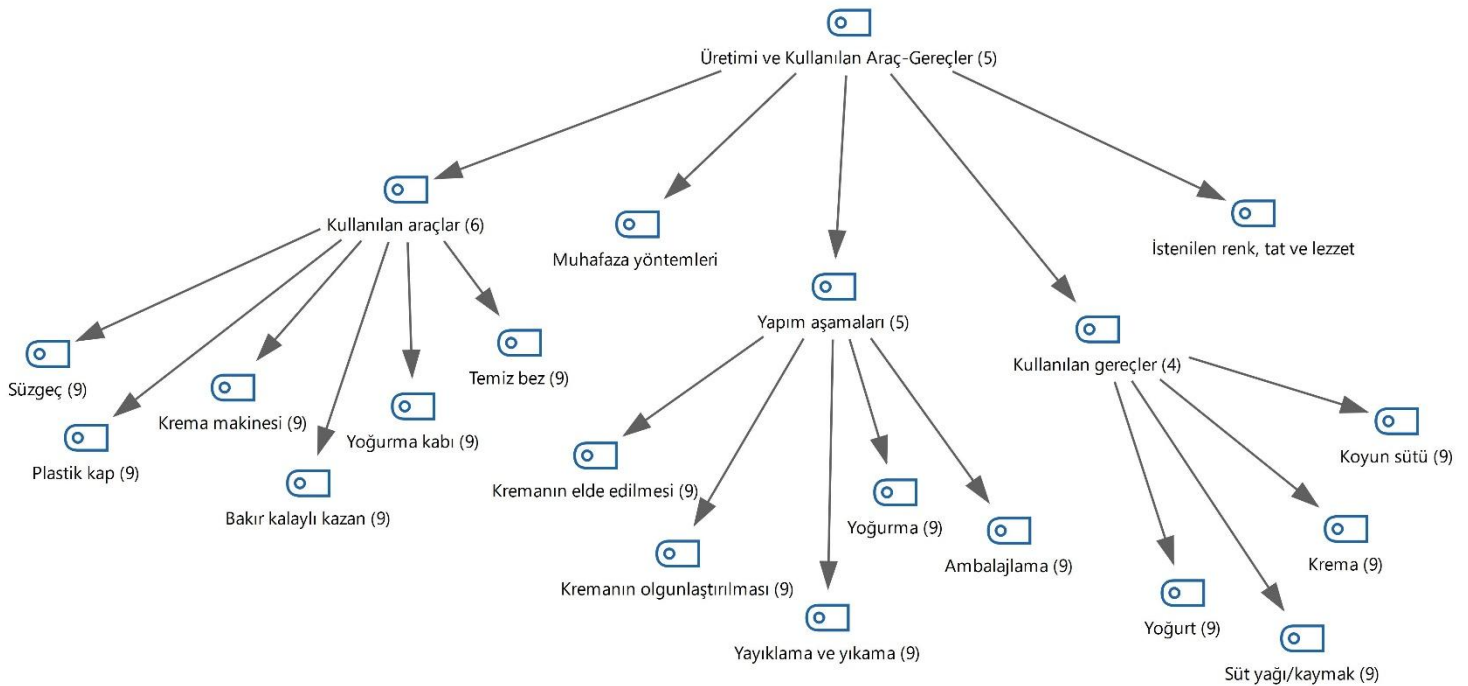 Üretimi ve Kullanılan Araç-Gereçler (5)
Kullanılan araçlar (6)
Muhafaza yöntemleri
İstenilen renk, tat ve lezzet
Yapım aşamaları (5)
Kullanılan gereçler (4)
Süzgeç (9)
Temiz bez (9)
Krema makinesi (9)
Yoğurma kabı (9)
Plastik kap (9)
Bakır kalaylı kazan (9)
Kremanın elde edilmesi (9)
Yoğurma (9)
Ambalajlama (9)
Kremanın olgunlaştırılması (9)
Yayıklama ve yıkama (9)
Koyun sütü (9)
Krema (9)
Yoğurt (9)
Süt yağı/kaymak (9)